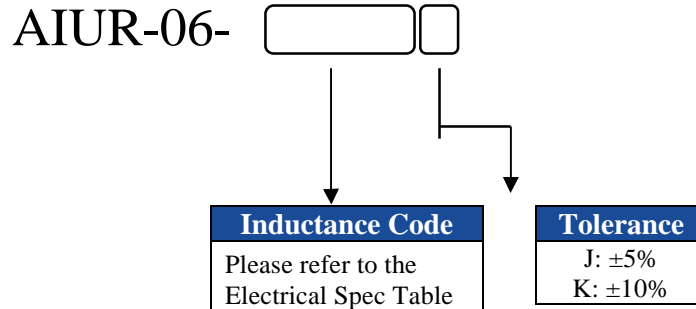 AIUR-06-
Inductance Code
Please refer to the
Electrical Spec Table
Tolerance
J: ±5%
K: ±10%